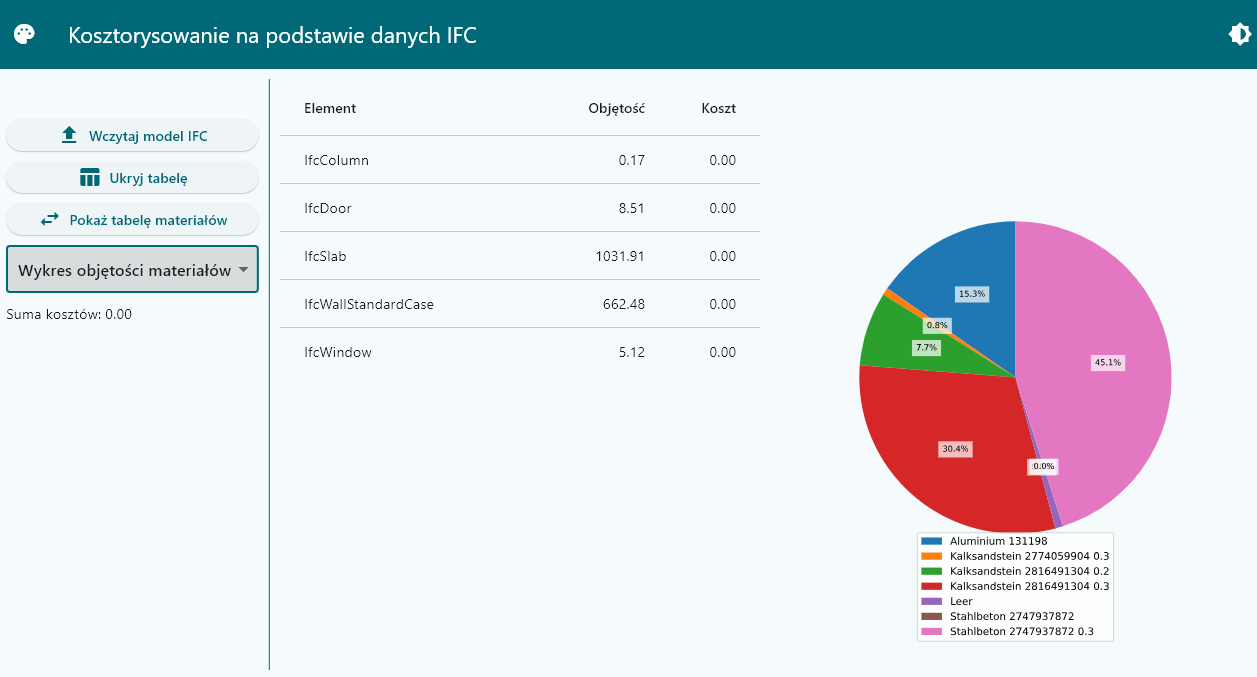 Kosztorysowanie na podstawie danych IFC
Wczytaj model IFC
Ukryj tabelę
Pokaż tabelę materiałów
Wykres objętości materiałów
Suma kosztów: 0.00
Element Objętość Koszt
IfcColumn 0.17 0.00
IfcDoor 8.51 0.00
IfcSlab 1031.91 0.00
IfcWallStandardCase 662.48 0.00
IfcWindow 5.12 0.00
15.3%
0.8%
7.7%
45.1%
30.4%
0.0%
Aluminium 131198
Kalksandstein 2774059904 0.3
Kalksandstein 2816491304 0.2
Kalksandstein 2816491304 0.3
Leer
Stahlbeton 2747937872
Stahlbeton 2747937872 0.3